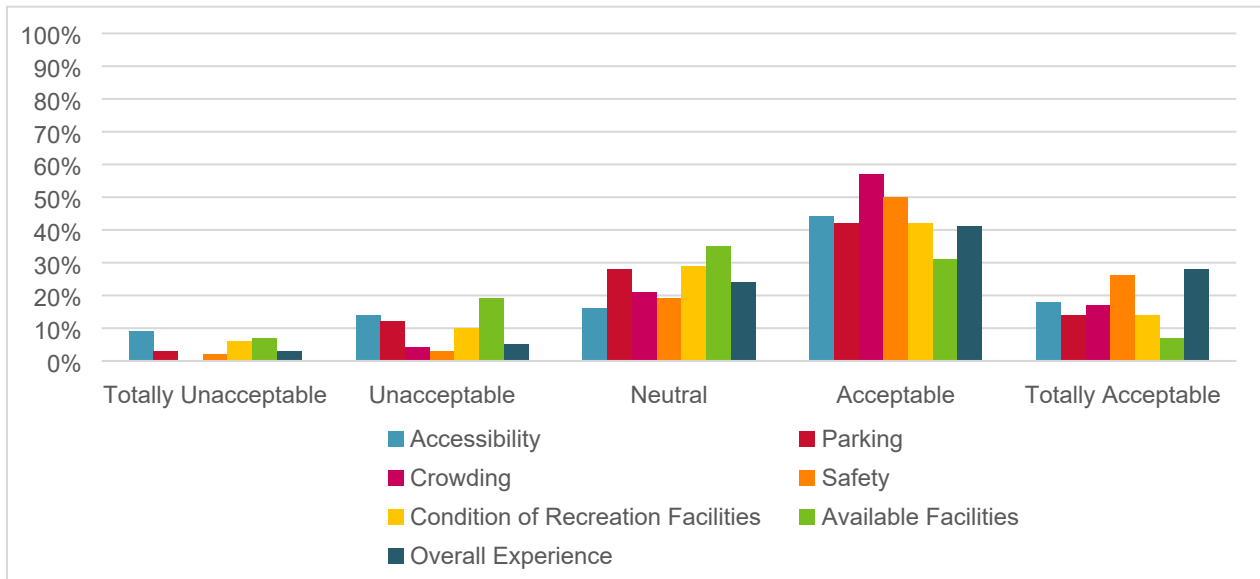 100%
90%
80%
70%
60%
50%
40%
30%
20%
10%
0%
Totally Unacceptable Unacceptable Neutral Acceptable Totally Acceptable
Accessibility Parking
Crowding Safety
Condition of Recreation Facilities Available Facilities
Overall Experience